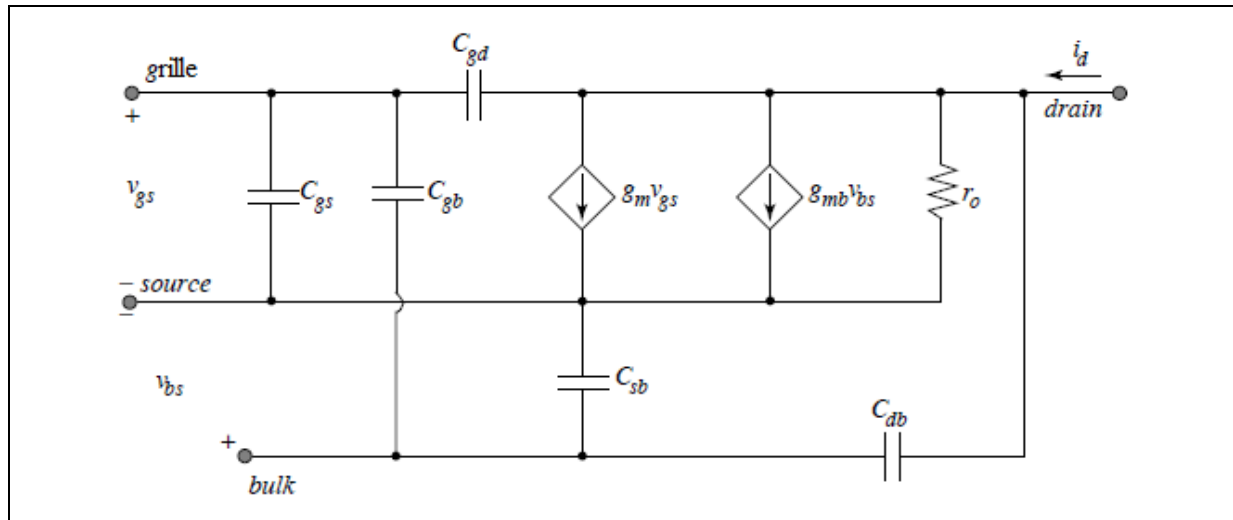 C_gd
i_d
grille
drain
+
v_gs
C_gs
C_gb
g_m v_gs
g_mb v_bs
r_o
− source
−
v_bs
C_sb
C_db
+
bulk